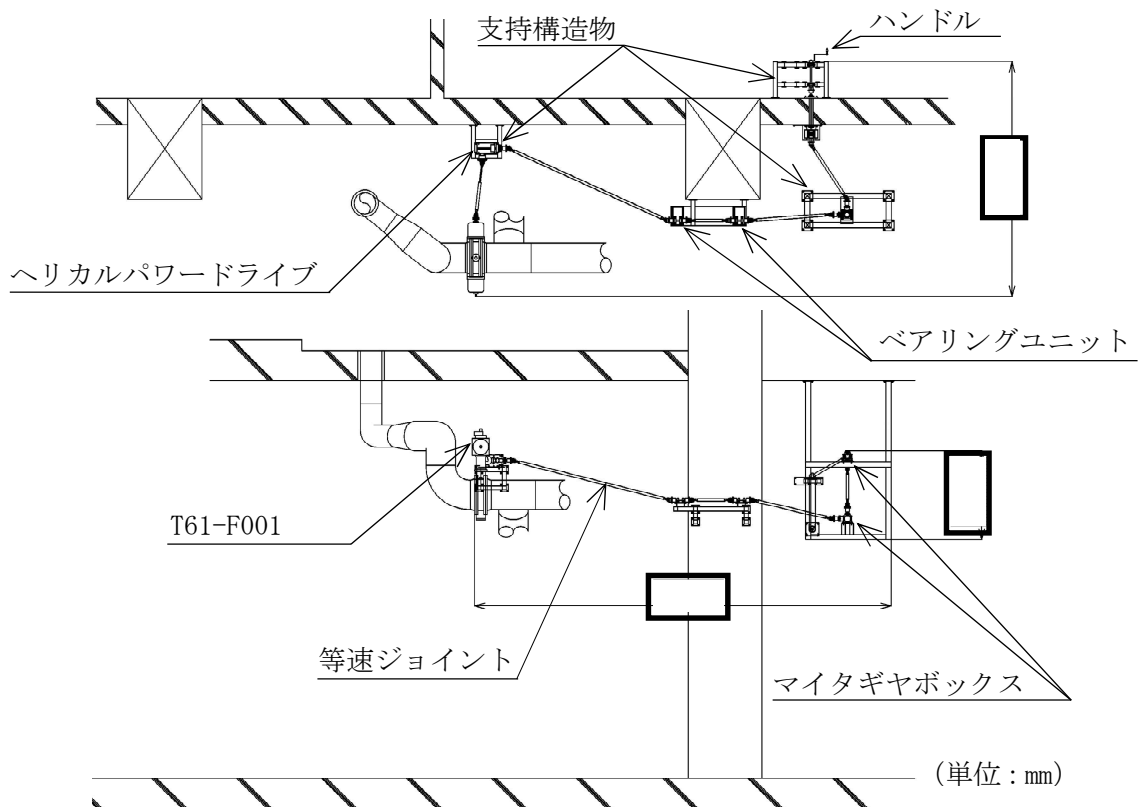 ハンドル
支持構造物
ヘリカルパワードライブ
ベアリングユニット
T61-F001
等速ジョイント
マイタギヤボックス
（単位：mm）